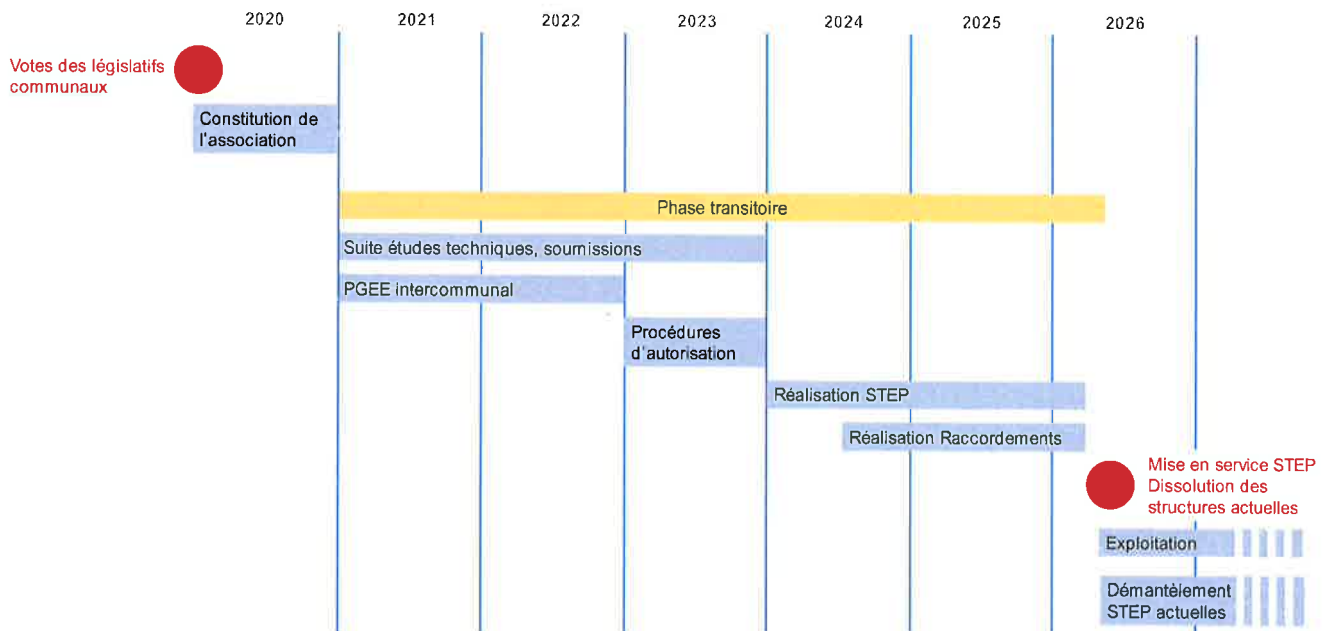 2020 2021 2022 2023 2024 2025 2026
Votes des législatifs
communaux
Constitution de
l'association
Phase transitoire
Suite études techniques, soumissions
PGEE intercommunal
Procédures
d'autorisation
Réalisation STEP
Réalisation Raccordements
Mise en service STEP
Dissolution des
structures actuelles
Exploitation
Démantèlement
STEP actuelles